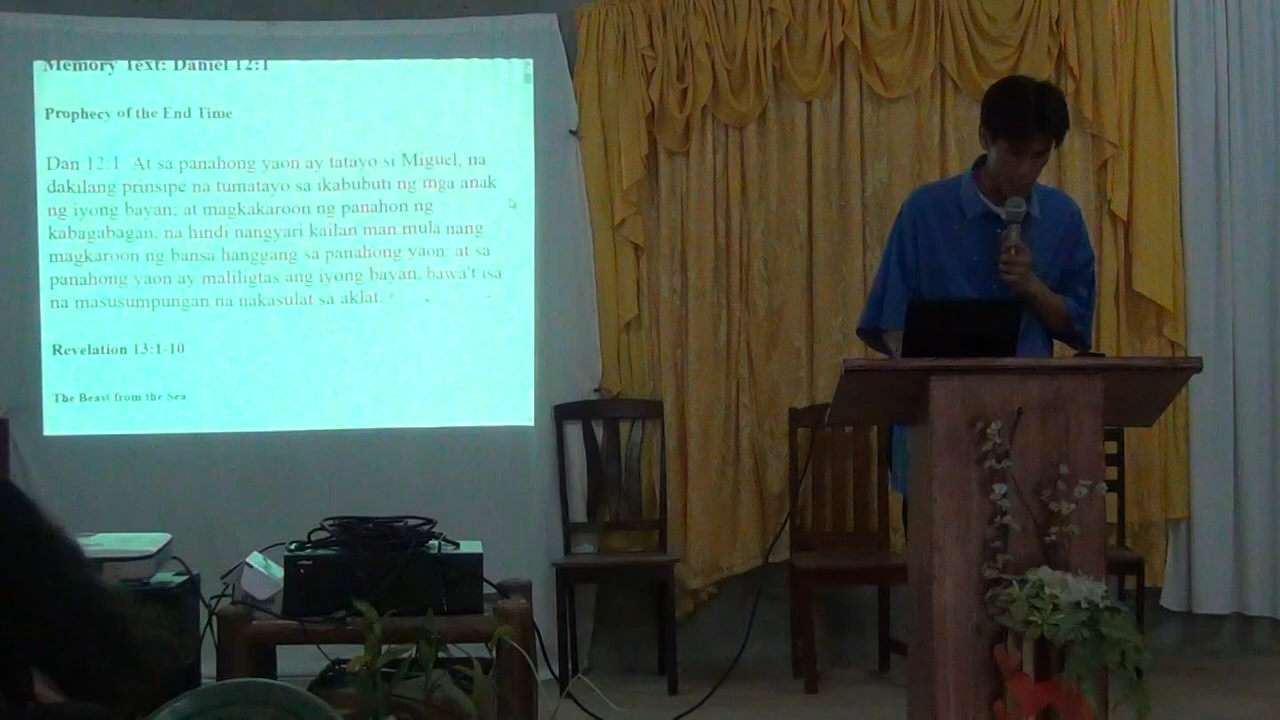 Memory Text: Daniel 12:1
Prophecy of the End Time
Dan 12:1 At sa panahong yaon ay tatayo si Miguel, na
dakilang prinsipe na tumatayo sa ikabubuti ng mga anak
ng iyong bayan; at magkakaroon ng panahon ng
kabagabagan, na hindi nangyari kailan man mula nang
magkaroon ng bansa hanggang sa panahong yaon: at sa
panahong yaon ay maliligtas ang iyong bayan, bawa't isa
na masusumpungan na nakasulat sa aklat.
Revelation 13:1-10
The Beast from the Sea